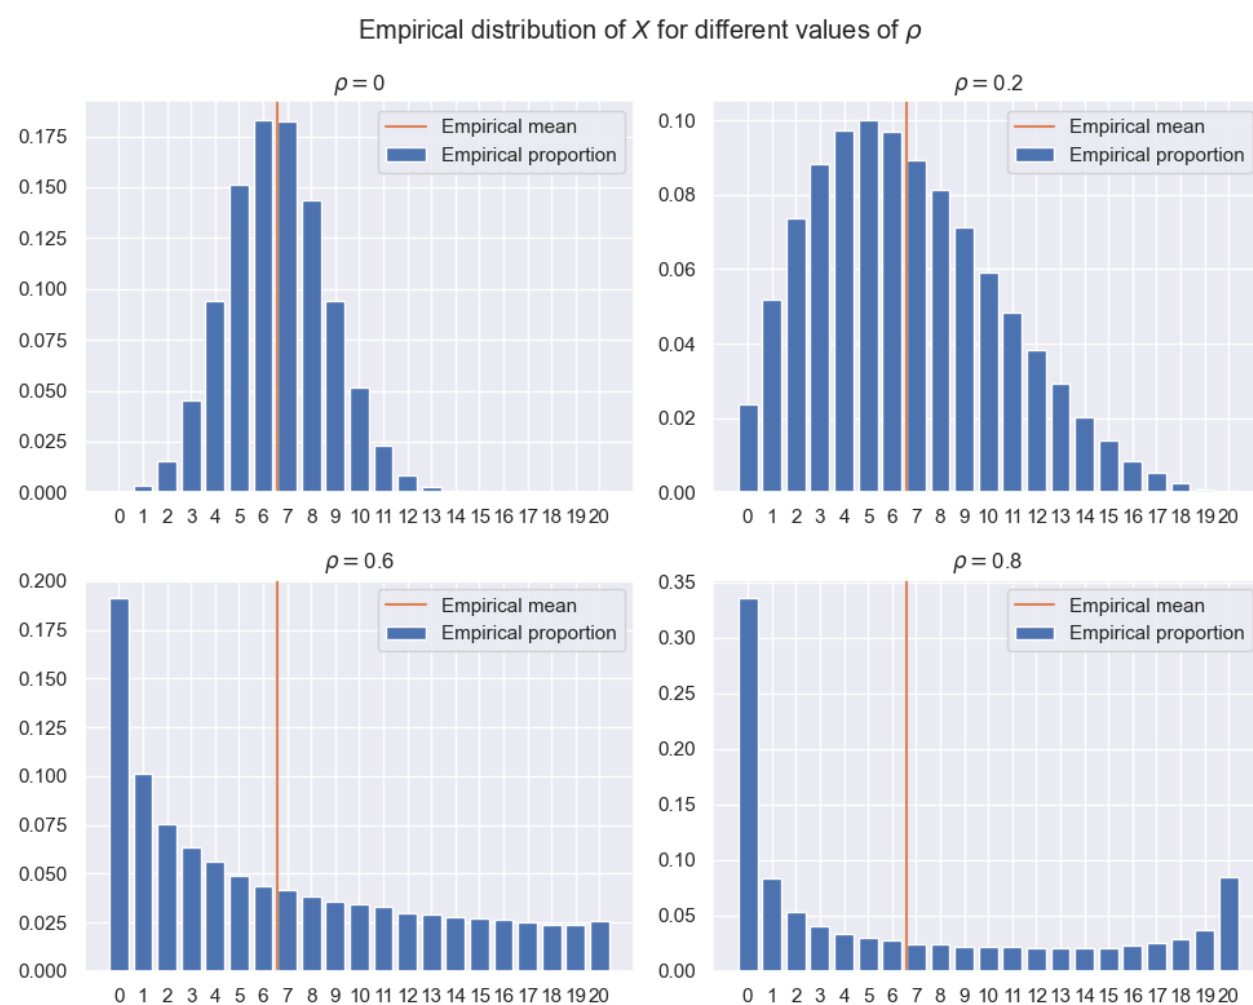 Empirical distribution of X for different values of ρ
ρ = 0
0.175
0.150
0.125
0.100
0.075
0.050
0.025
0.000
Empirical mean
Empirical proportion
0 1 2 3 4 5 6 7 8 9 10 11 12 13 14 15 16 17 18 19 20
ρ = 0.2
0.10
0.08
0.06
0.04
0.02
0.00
Empirical mean
Empirical proportion
0 1 2 3 4 5 6 7 8 9 10 11 12 13 14 15 16 17 18 19 20
ρ = 0.6
0.200
0.175
0.150
0.125
0.100
0.075
0.050
0.025
0.000
Empirical mean
Empirical proportion
0 1 2 3 4 5 6 7 8 9 10 11 12 13 14 15 16 17 18 19 20
ρ = 0.8
0.35
0.30
0.25
0.20
0.15
0.10
0.05
0.00
Empirical mean
Empirical proportion
0 1 2 3 4 5 6 7 8 9 10 11 12 13 14 15 16 17 18 19 20